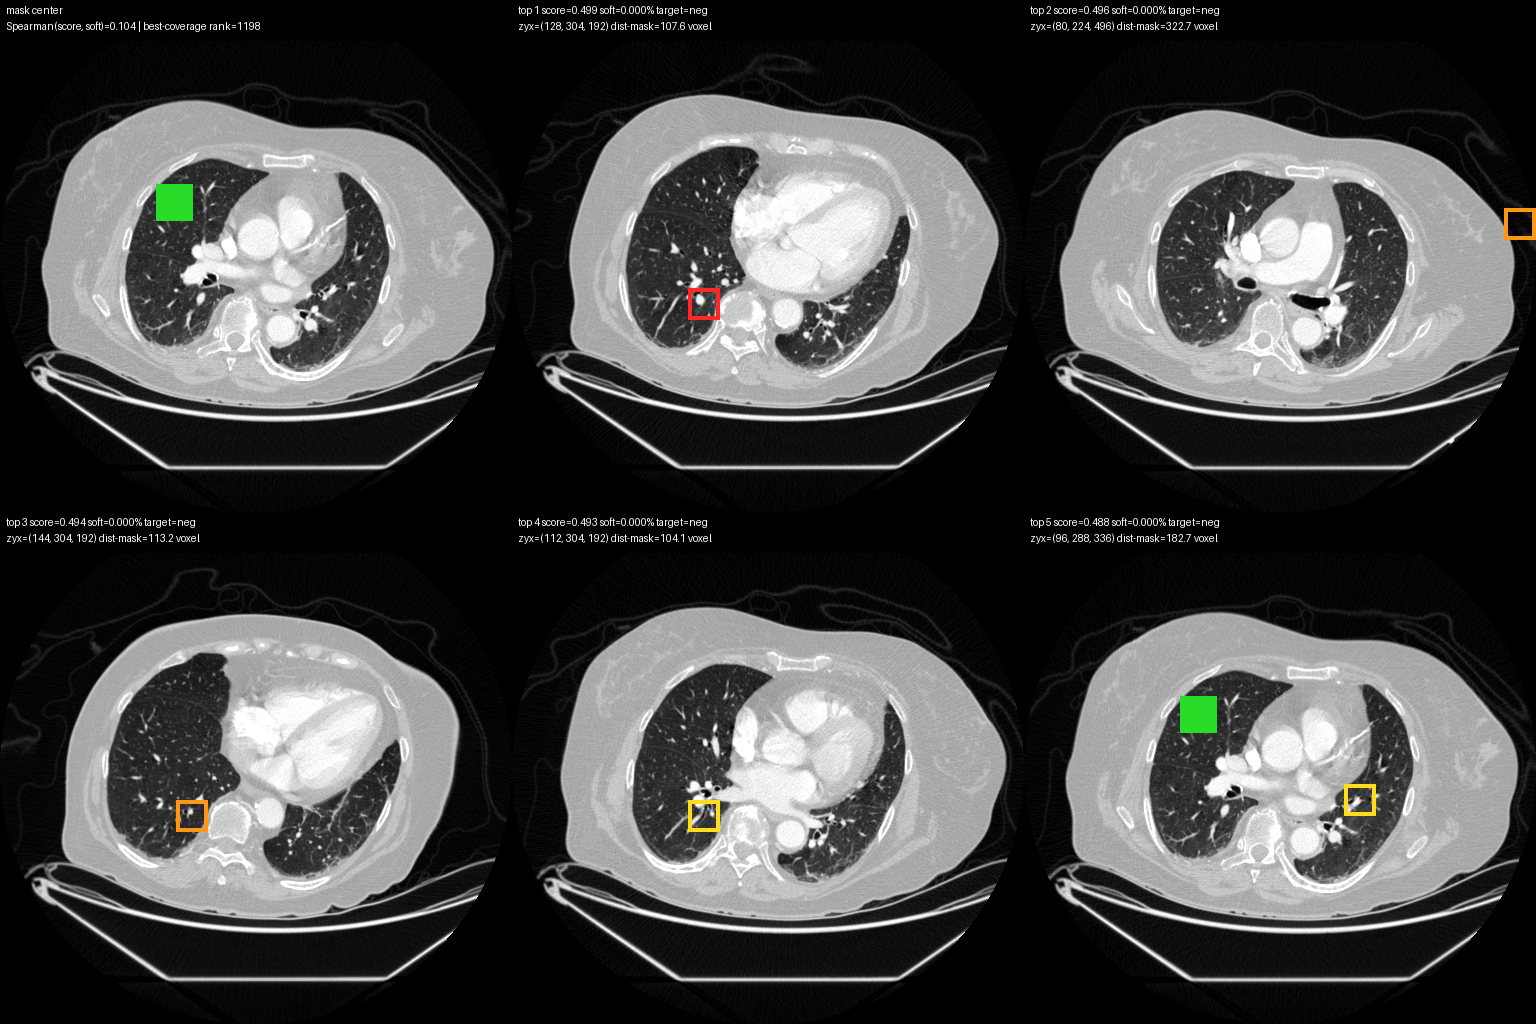 mask center
Spearman(score, soft)=0.104 | best-coverage rank=1198
top 1 score=0.499 soft=0.000% target=neg
zyx=(128, 304, 192) dist-mask=107.6 voxel
top 2 score=0.496 soft=0.000% target=neg
zyx=(80, 224, 496) dist-mask=322.7 voxel
top 3 score=0.494 soft=0.000% target=neg
zyx=(144, 304, 192) dist-mask=113.2 voxel
top 4 score=0.493 soft=0.000% target=neg
zyx=(112, 304, 192) dist-mask=104.1 voxel
top 5 score=0.488 soft=0.000% target=neg
zyx=(96, 288, 336) dist-mask=182.7 voxel